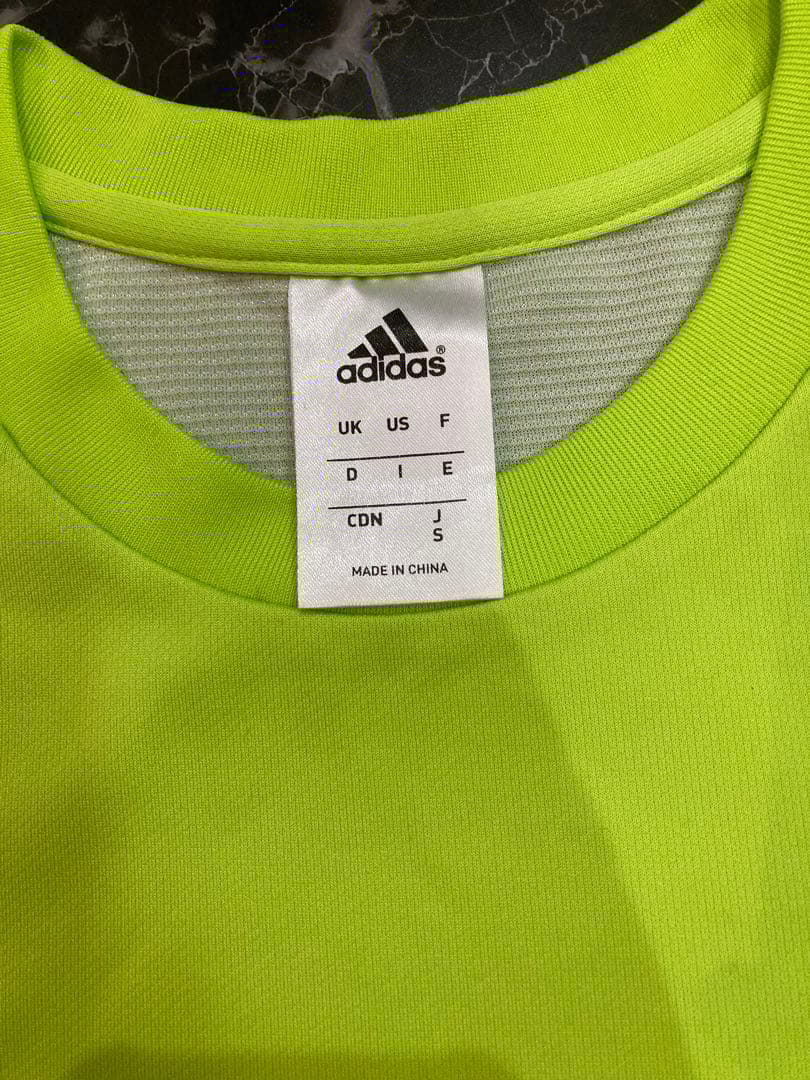 adidas®
UK US F
D I E
CDN J
S
MADE IN CHINA